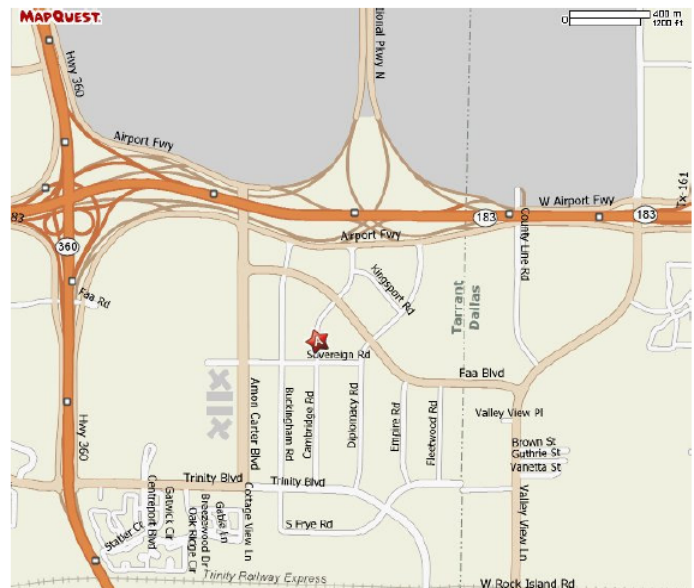 MAPQUEST.
400 m
0
1200 ft
Hwy 360
tional Pkwy N
Airport Fwy
TX-161
W Airport Fwy
183
183
83
County Line Rd
Airport Fwy
360
Kingsport Rd
Faa Rd
Tarrant
Dallas
A
Sovereign Rd
Faa Blvd
Amon Carter Blvd
Buckingham Rd
Cambridge Rd
Diplomacy Rd
Empire Rd
Fleetwood Rd
Valley View Pl
Hwy 360
Brown St
Guthrie St
Vanetta St
Trinity Blvd
Trinity Blvd
Centreport Blvd
Gatwick Cir
Oak Ridge Cir
Breezewood Dr
Gable Ln
Cottage View Ln
Valley View Ln
Statler Cir
S Frye Rd
Trinity Railway Express
W Rock Island Rd